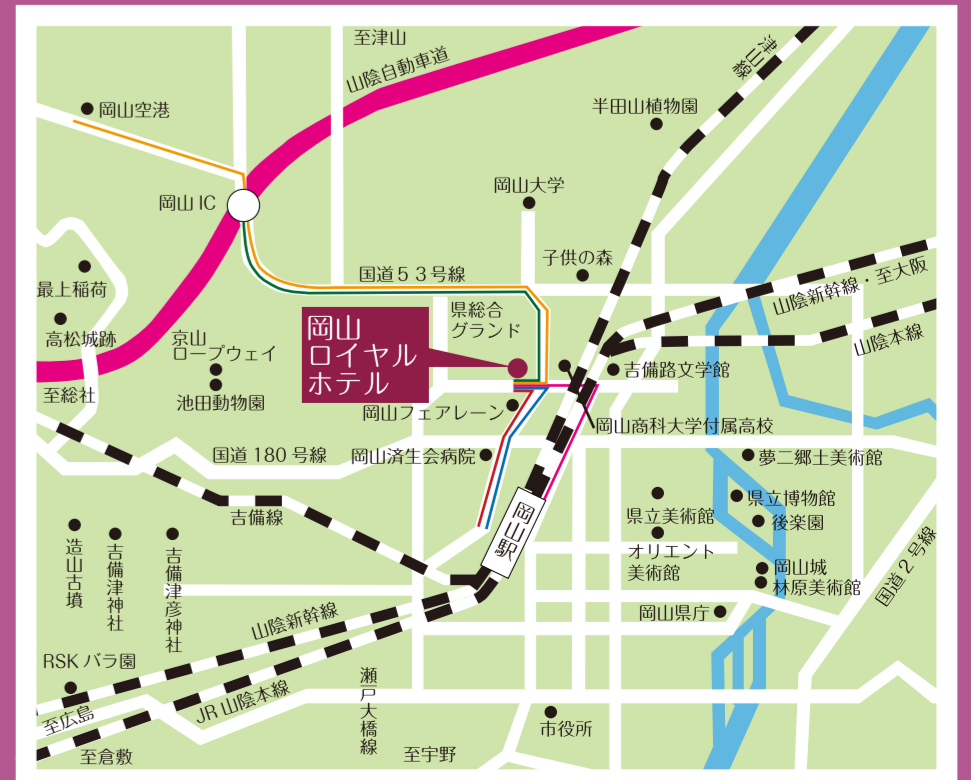 至津山
山陰自動車道
津山線
岡山空港
半田山植物園
岡山IC
岡山大学
子供の森
国道53号線
山陰新幹線・至大阪
最上稲荷
県総合
グランド
岡山
ロイヤル
ホテル
高松城跡
京山
ロープウェイ
山陰本線
吉備路文学館
至総社
池田動物園
岡山フェアレーン
岡山商科大学付属高校
国道180号線
岡山済生会病院
夢二郷土美術館
県立博物館
吉備線
県立美術館
後楽園
岡山駅
オリエント
美術館
国道2号線
造山古墳
吉備津神社
吉備津彦神社
岡山城
林原美術館
岡山県庁
山陰新幹線
RSKバラ園
JR山陰本線
瀬戸大橋線
至広島
市役所
至倉敷
至宇野